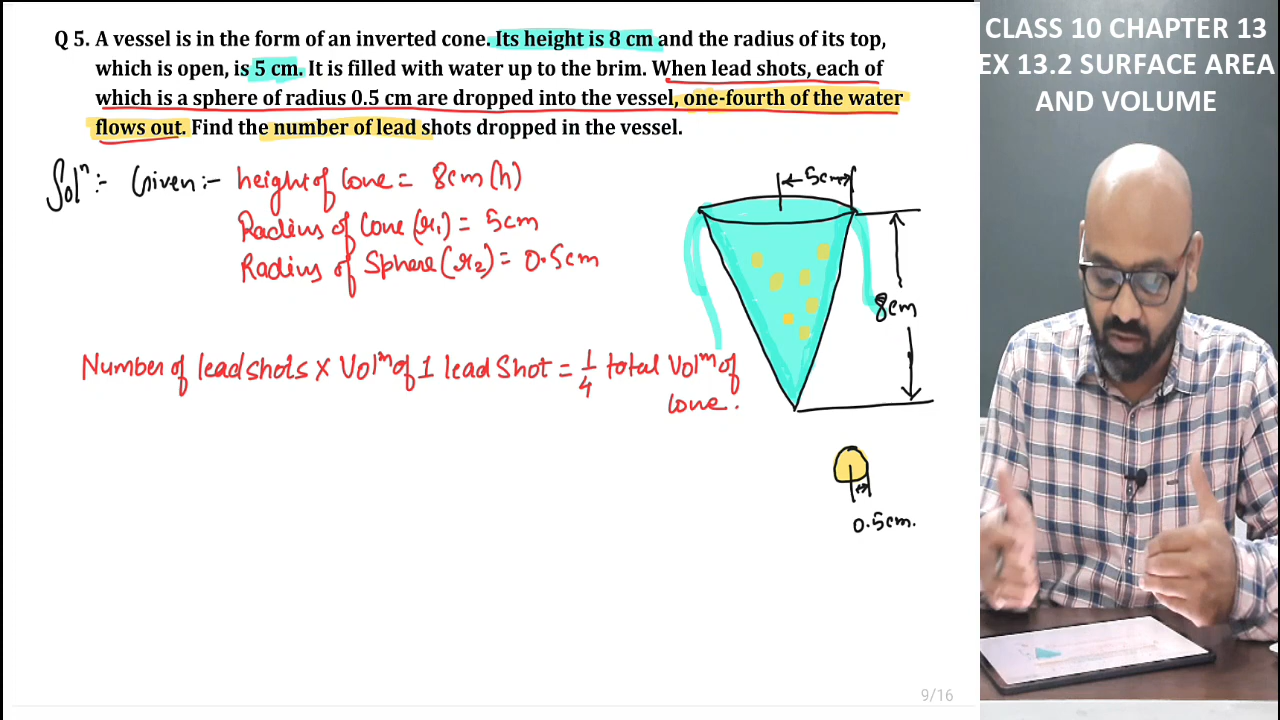 Q 5. A vessel is in the form of an inverted cone. Its height is 8 cm and the radius of its top,
which is open, is 5 cm. It is filled with water up to the brim. When lead shots, each of
which is a sphere of radius 0.5 cm are dropped into the vessel, one-fourth of the water
flows out. Find the number of lead shots dropped in the vessel.
CLASS 10 CHAPTER 13
EX 13.2 SURFACE AREA
AND VOLUME
Solⁿ:- Given:- height of Cone = 8cm (h)
Radius of Cone (r₁) = 5cm
Radius of Sphere (r₂) = 0.5cm
5cm
8cm
Number of lead shots × Volᵐ of 1 lead Shot = 1/4 total Volᵐ of
Cone.
0.5cm.
9/16